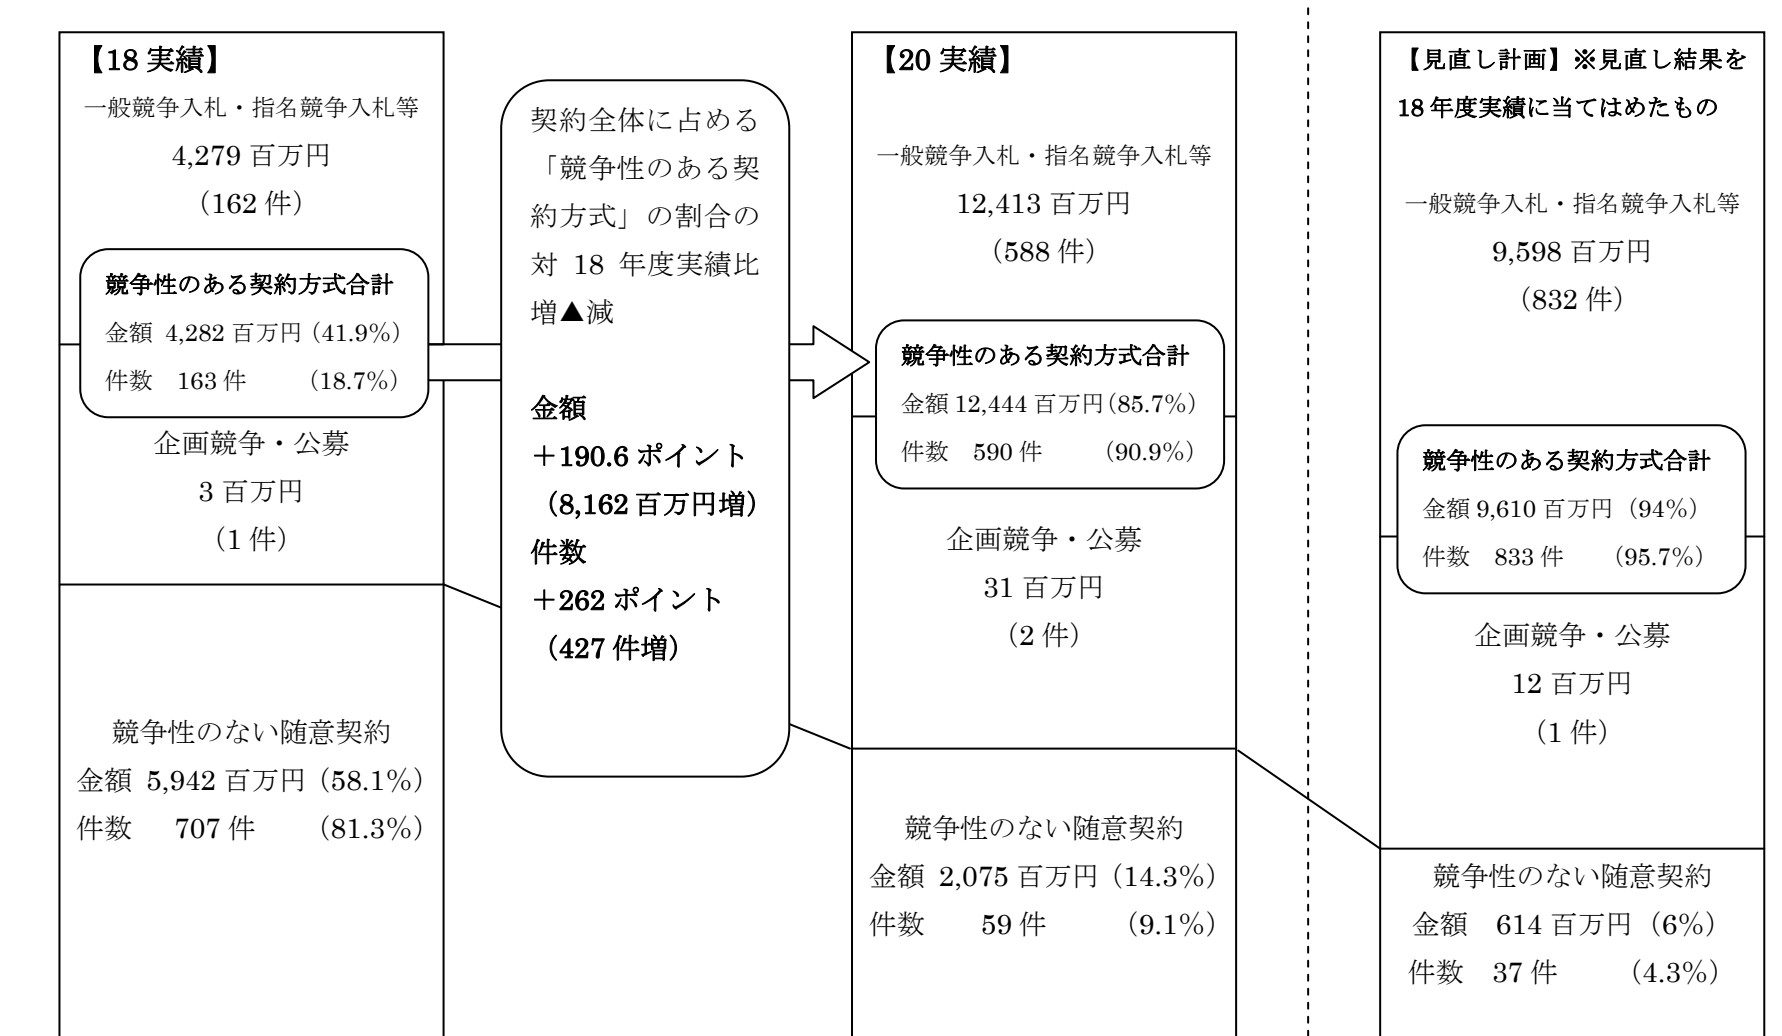 【18 実績】
一般競争入札・指名競争入札等
4,279 百万円
（162 件）
競争性のある契約方式合計
金額 4,282 百万円（41.9%）
件数 163 件 （18.7%）
企画競争・公募
3 百万円
（1 件）
競争性のない随意契約
金額 5,942 百万円（58.1%）
件数 707 件 （81.3%）
契約全体に占める
「競争性のある契
約方式」の割合の
対 18 年度実績比
増▲減
金額
＋190.6 ポイント
（8,162 百万円増）
件数
＋262 ポイント
（427 件増）
【20 実績】
一般競争入札・指名競争入札等
12,413 百万円
（588 件）
競争性のある契約方式合計
金額 12,444 百万円（85.7%）
件数 590 件 （90.9%）
企画競争・公募
31 百万円
（2 件）
競争性のない随意契約
金額 2,075 百万円（14.3%）
件数 59 件 （9.1%）
【見直し計画】※見直し結果を
18 年度実績に当てはめたもの
一般競争入札・指名競争入札等
9,598 百万円
（832 件）
競争性のある契約方式合計
金額 9,610 百万円（94%）
件数 833 件 （95.7%）
企画競争・公募
12 百万円
（1 件）
競争性のない随意契約
金額 614 百万円（6%）
件数 37 件 （4.3%）